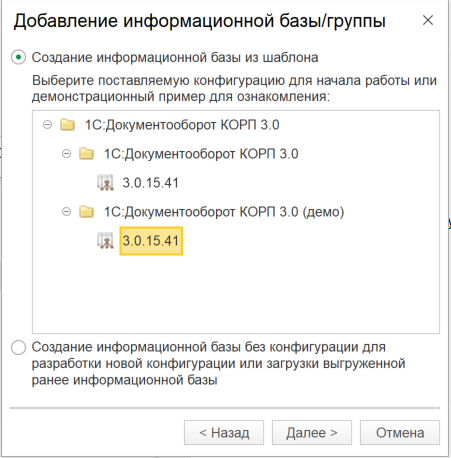 Добавление информационной базы/группы
Создание информационной базы из шаблона
Выберите поставляемую конфигурацию для начала работы или
демонстрационный пример для ознакомления:
1С:Документооборот КОРП 3.0
1С:Документооборот КОРП 3.0
3.0.15.41
1С:Документооборот КОРП 3.0 (демо)
3.0.15.41
Создание информационной базы без конфигурации для
разработки новой конфигурации или загрузки выгруженной
ранее информационной базы
< Назад Далее > Отмена